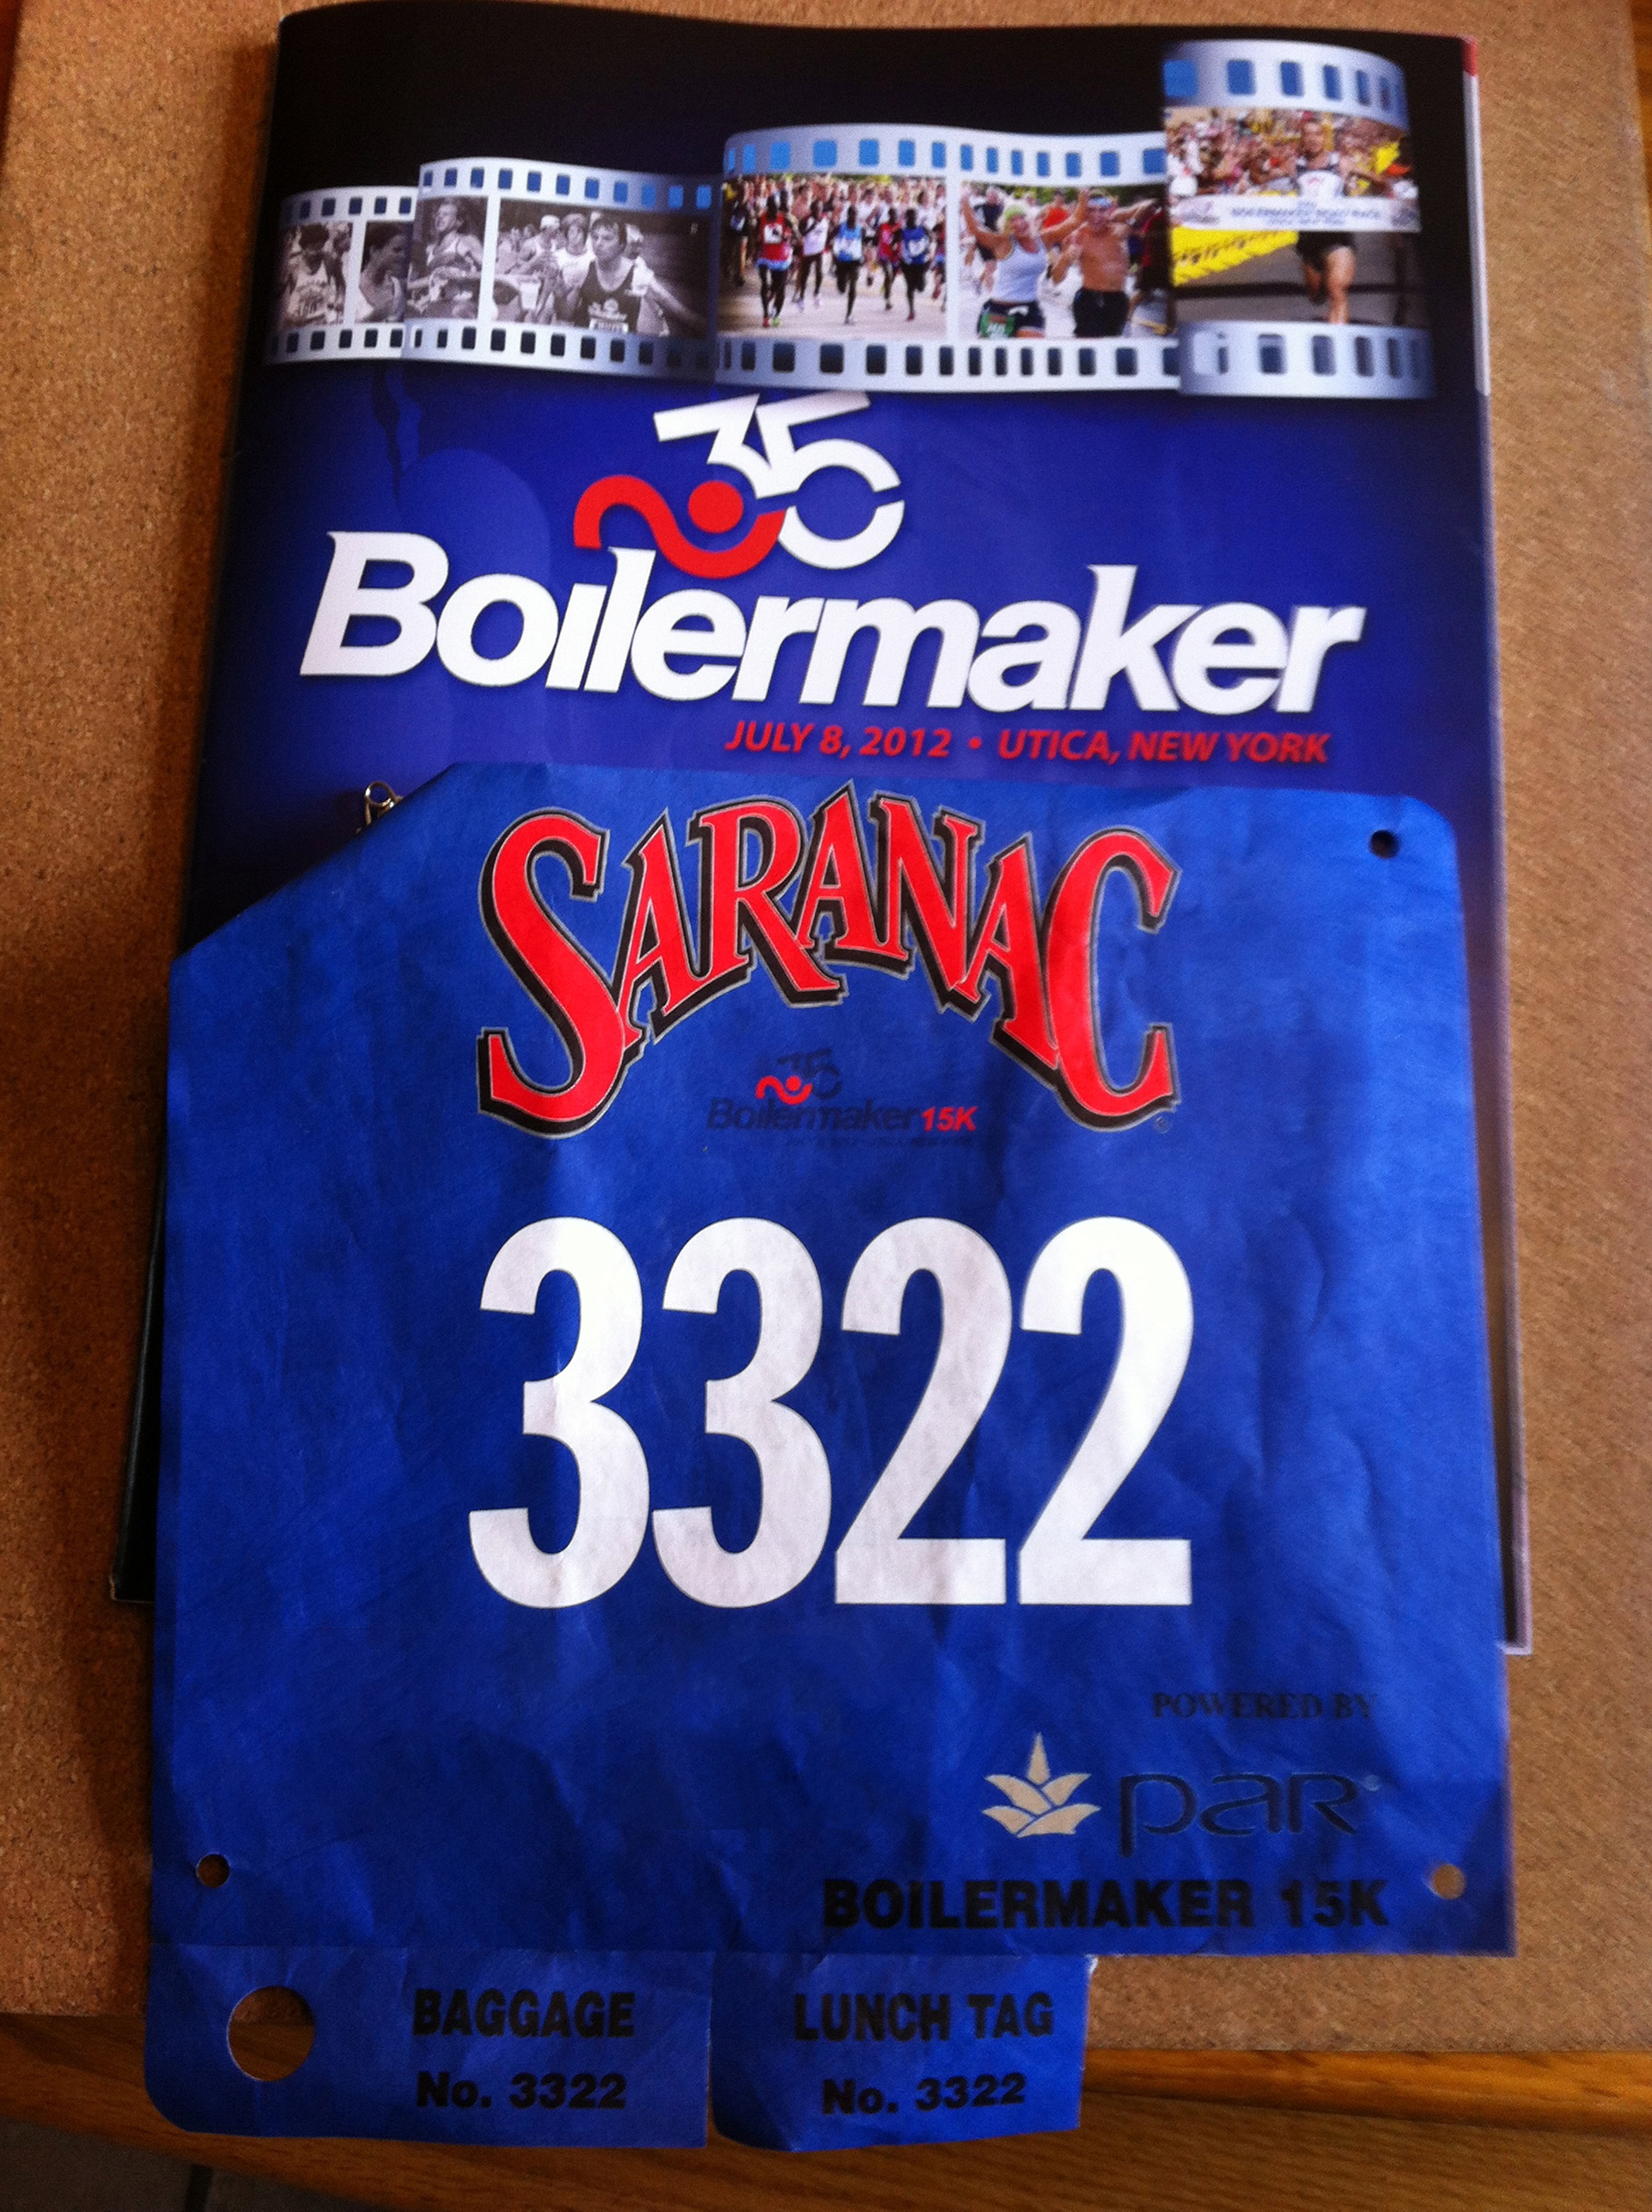 35
Boilermaker
JULY 8, 2012 • UTICA, NEW YORK
SARANAC
35
Boilermaker 15K
3322
POWERED BY
PAR
BOILERMAKER 15K
BAGGAGE
No. 3322
LUNCH TAG
No. 3322